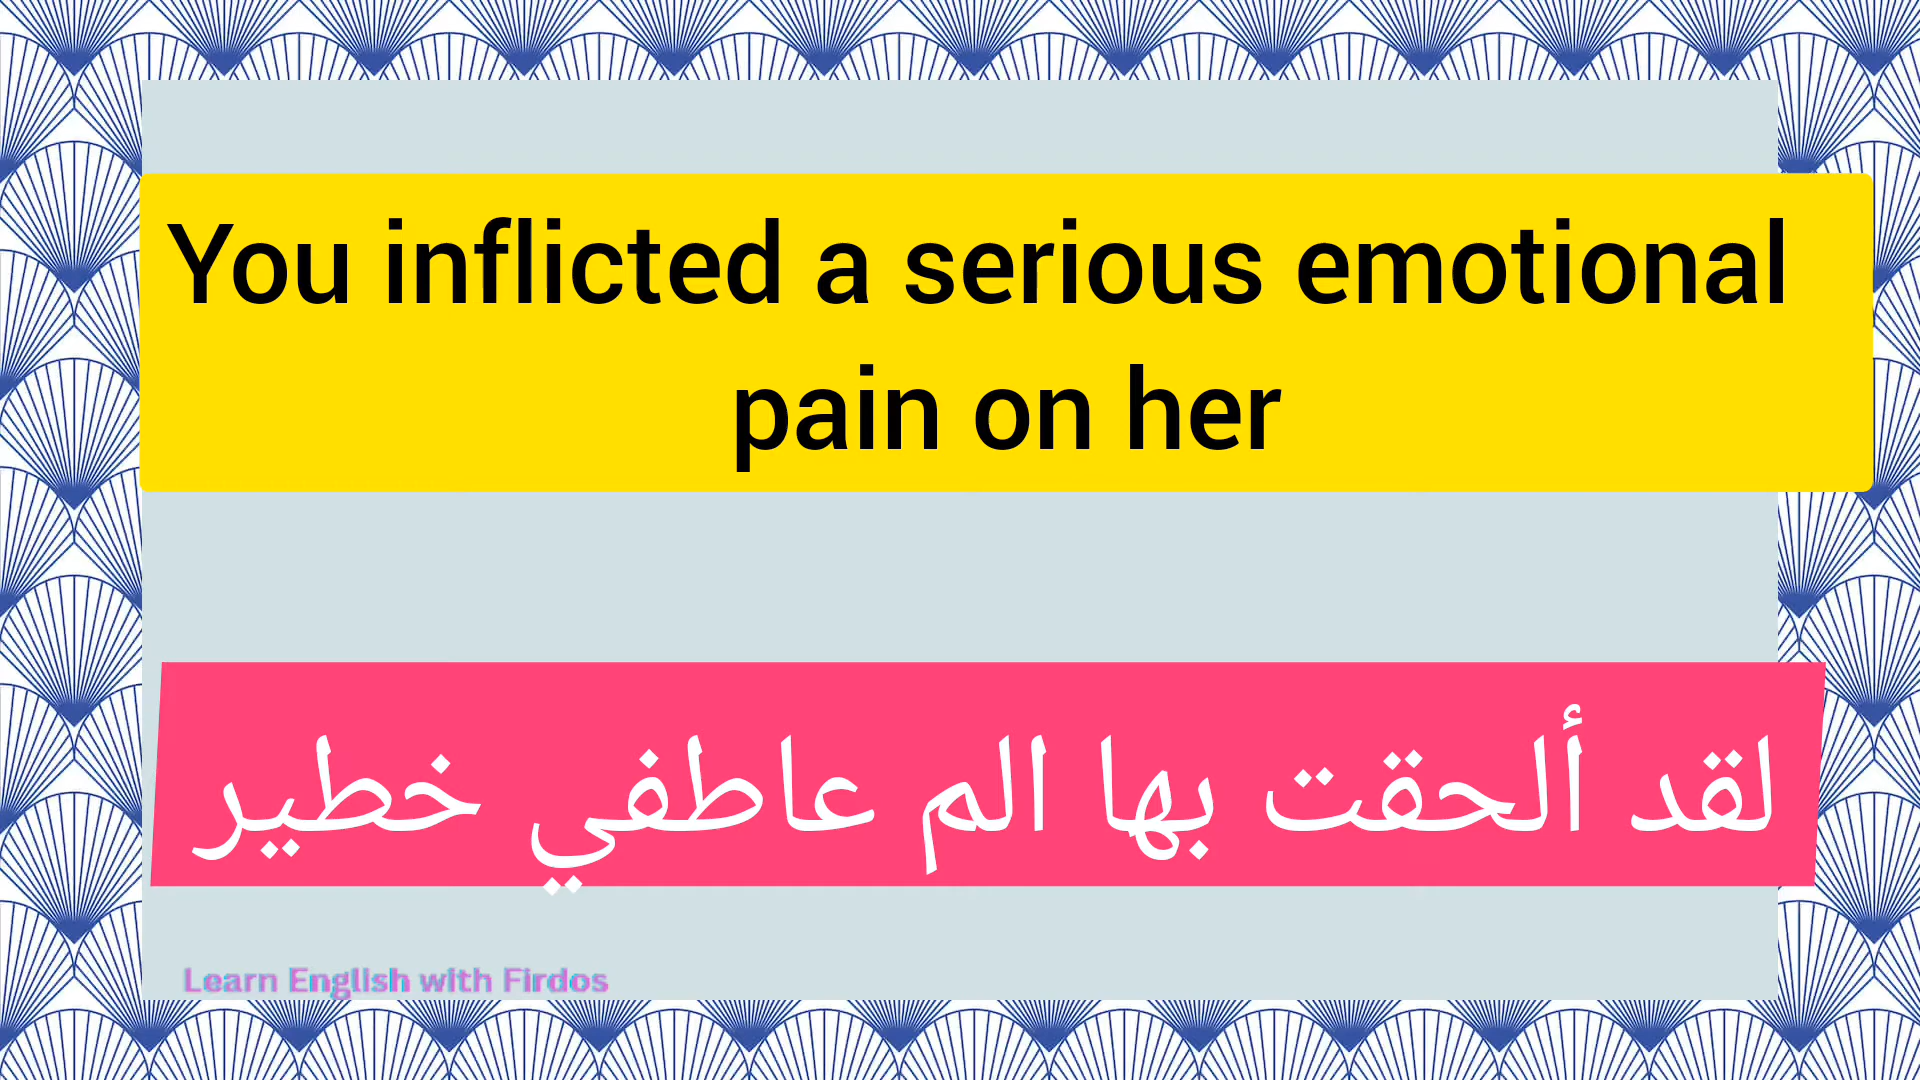 You inflicted a serious emotional
pain on her
لقد ألحقت بها الم عاطفي خطير
Learn English with Firdos